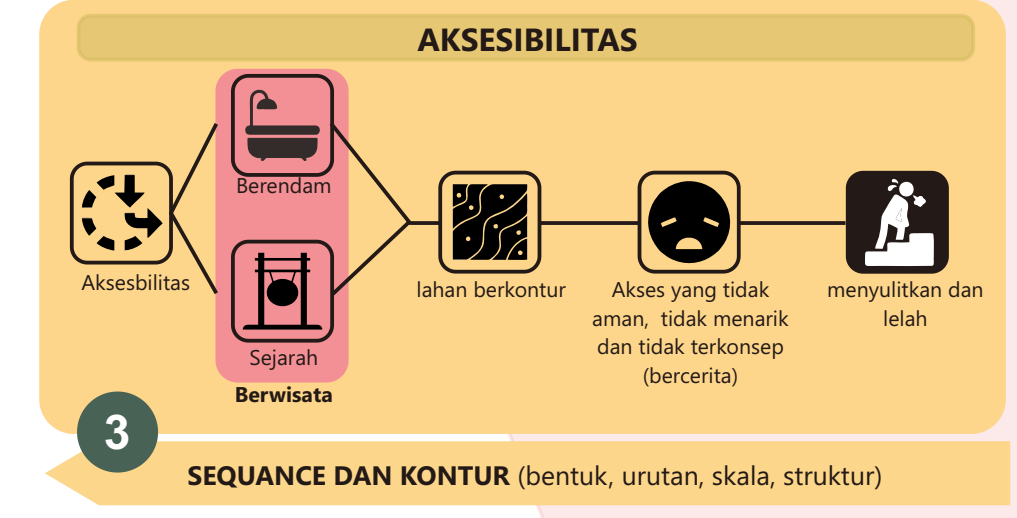 AKSESIBILITAS
Aksesbilitas
Berendam
Sejarah
Berwisata
lahan berkontur
Akses yang tidak
aman, tidak menarik
dan tidak terkonsep
(bercerita)
menyulitkan dan
lelah
3
SEQUANCE DAN KONTUR (bentuk, urutan, skala, struktur)